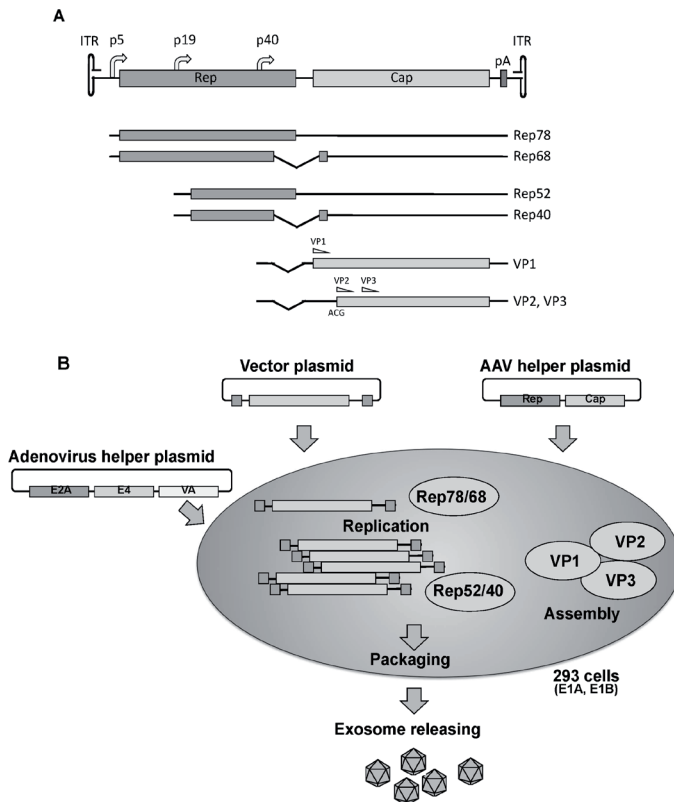 A
ITR p5 p19 p40 pA ITR
Rep Cap
Rep78
Rep68
Rep52
Rep40
VP1
VP1
VP2 VP3
VP2, VP3
ACG
B
Vector plasmid
AAV helper plasmid
Rep Cap
Adenovirus helper plasmid
E2A E4 VA
Rep78/68
Replication
VP2
VP1
VP3
Rep52/40
Assembly
Packaging
293 cells
(E1A, E1B)
Exosome releasing